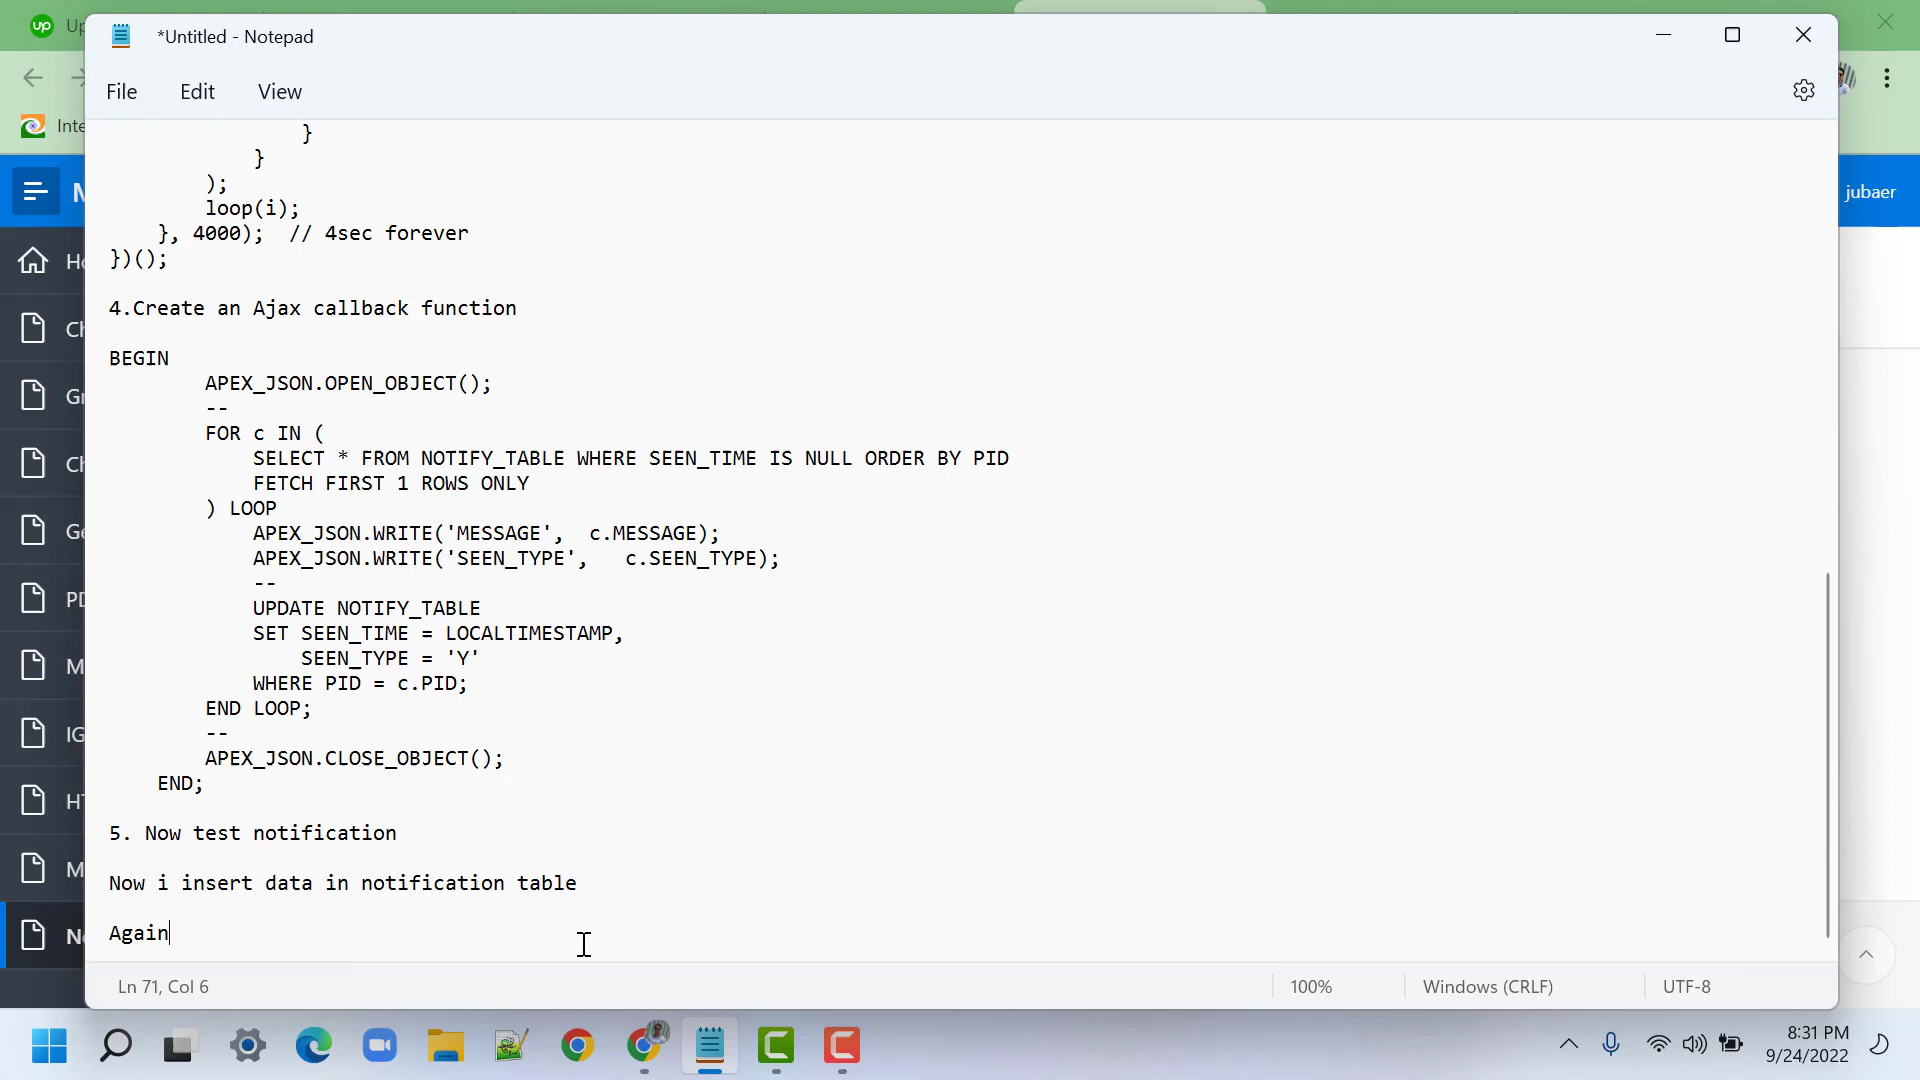 up
Up
*Untitled - Notepad
File Edit View
Inte
jubaer
}
}
);
loop(i);
}, 4000);  // 4sec forever
})();
4.Create an Ajax callback function
BEGIN
APEX_JSON.OPEN_OBJECT();
--
FOR c IN (
SELECT * FROM NOTIFY_TABLE WHERE SEEN_TIME IS NULL ORDER BY PID
FETCH FIRST 1 ROWS ONLY
) LOOP
APEX_JSON.WRITE('MESSAGE',  c.MESSAGE);
APEX_JSON.WRITE('SEEN_TYPE',   c.SEEN_TYPE);
--
UPDATE NOTIFY_TABLE
SET SEEN_TIME = LOCALTIMESTAMP,
SEEN_TYPE = 'Y'
WHERE PID = c.PID;
END LOOP;
--
APEX_JSON.CLOSE_OBJECT();
END;
5. Now test notification
Now i insert data in notification table
Again
Ln 71, Col 6
100%
Windows (CRLF)
UTF-8
8:31 PM
9/24/2022